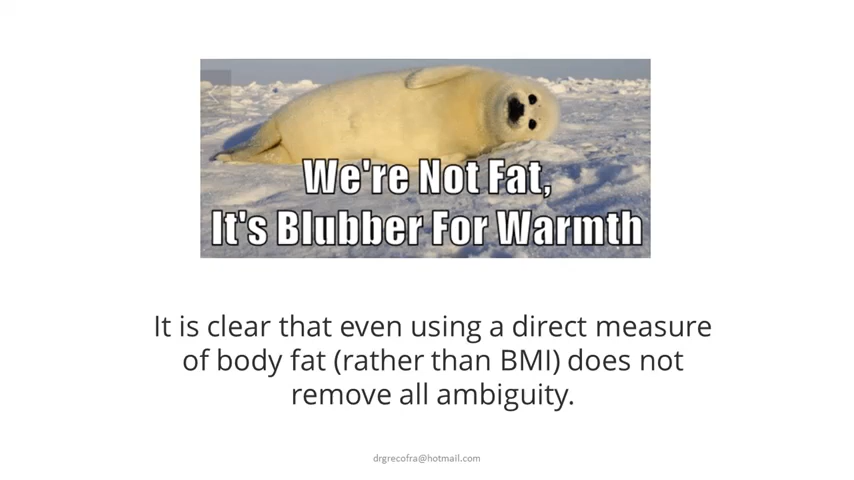 We're Not Fat,
It's Blubber For Warmth
It is clear that even using a direct measure
of body fat (rather than BMI) does not
remove all ambiguity.
drgrecofra@hotmail.com